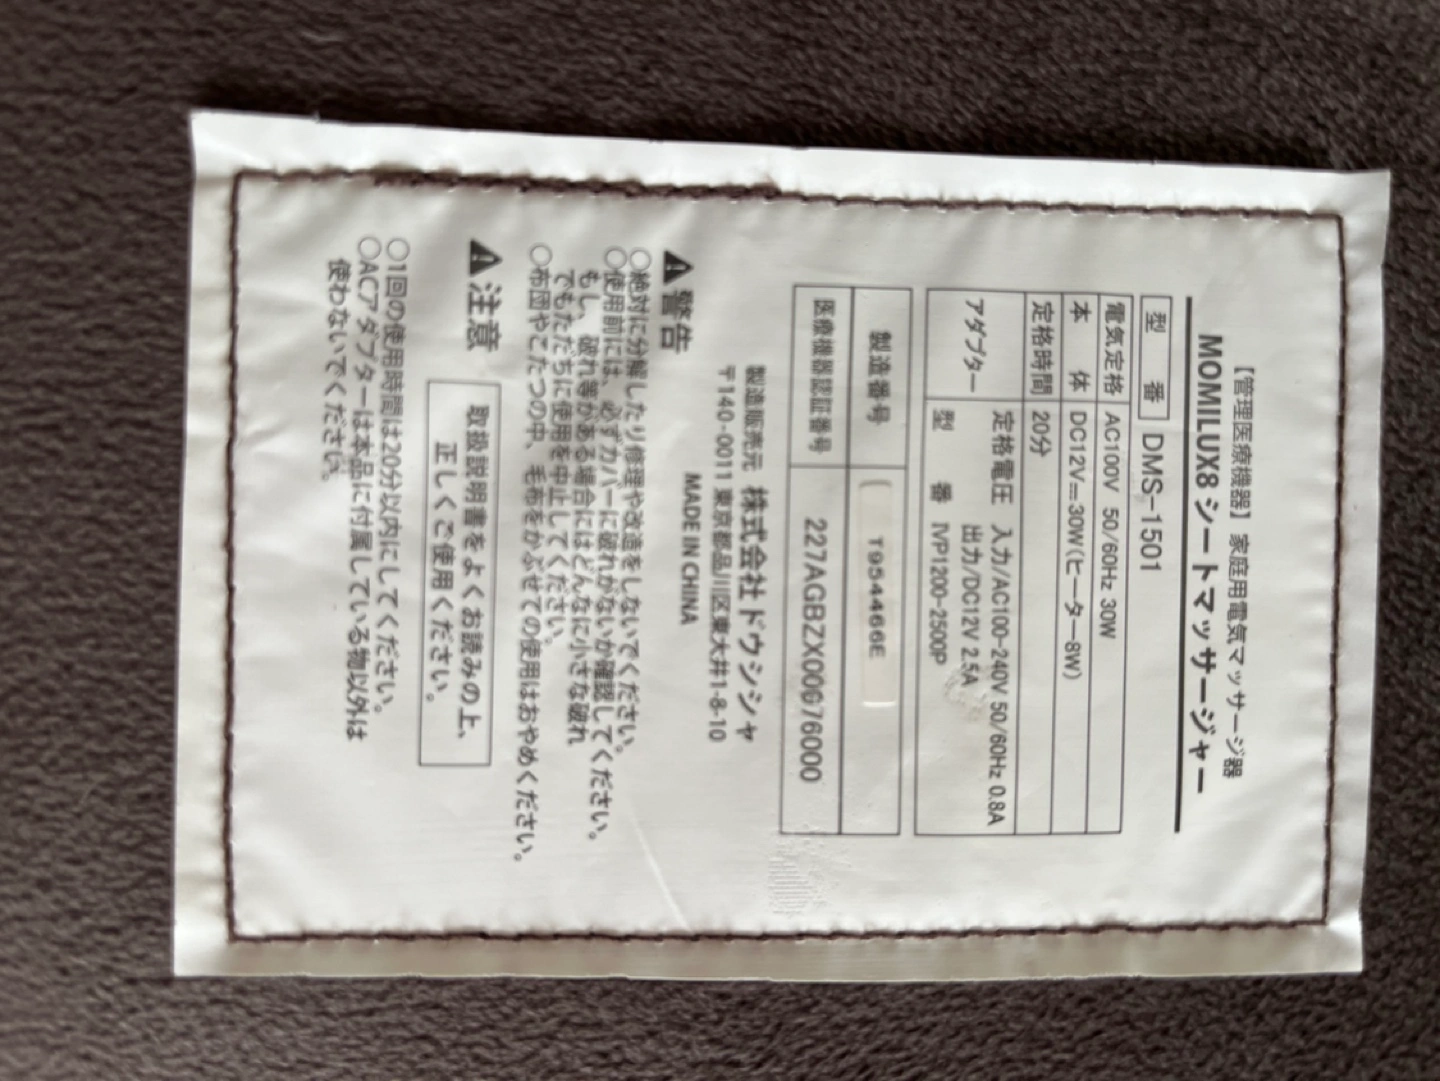 【管理医療機器】 家庭用電気マッサージ器
MOMILUX8 シートマッサージャー
型 番 DMS-1501
電気定格 AC100V 50/60Hz 30W
本 体 DC12V⎓30W(ヒーター8W)
定格時間 20分
アダプター 定格電圧 入力/AC100-240V 50/60Hz 0.8A
出力/DC12V 2.5A
型 番 IVP1200-2500P
製造番号 T954466E
医療機器認証番号 227AGBZX00076000
製造販売元 株式会社ドウシシャ
〒140-0011 東京都品川区東大井1-8-10
MADE IN CHINA
⚠警告
○絶対に分解したり修理や改造をしないでください。
○使用前には、必ずカバーに破れがないか確認してください。
もし、破れ等がある場合にはどんなに小さな破れ
でもただちに使用を中止してください。
○布団やこたつの中、毛布をかぶせての使用はおやめください。
⚠注意
取扱説明書をよくお読みの上、
正しくご使用ください。
○1回の使用時間は20分以内にしてください。
○ACアダプターは本品に付属している物以外は
使わないでください。